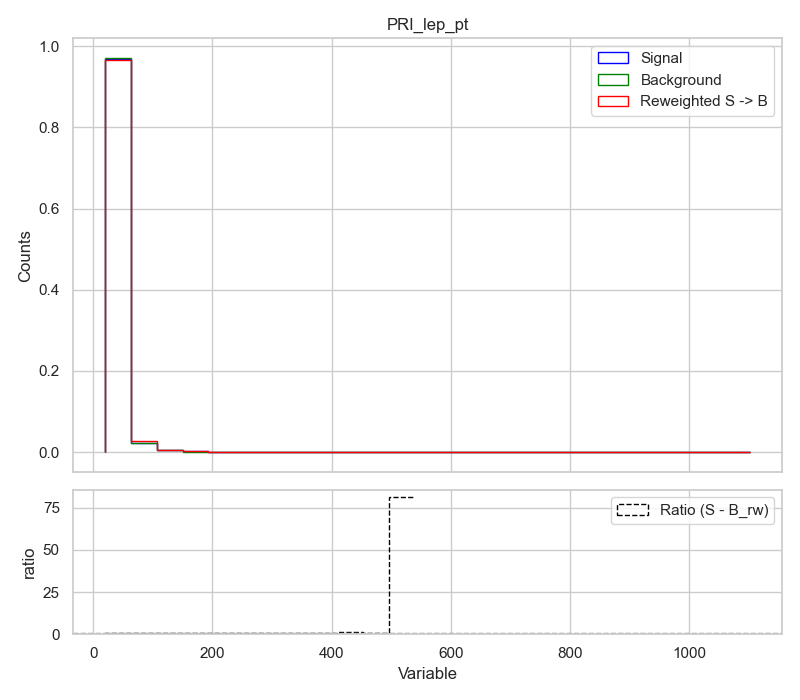 PRI_lep_pt
1.0
0.8
0.6
0.4
0.2
0.0
Counts
Signal
Background
Reweighted S -> B
75
50
25
0
ratio
Ratio (S - B_rw)
0 200 400 600 800 1000
Variable